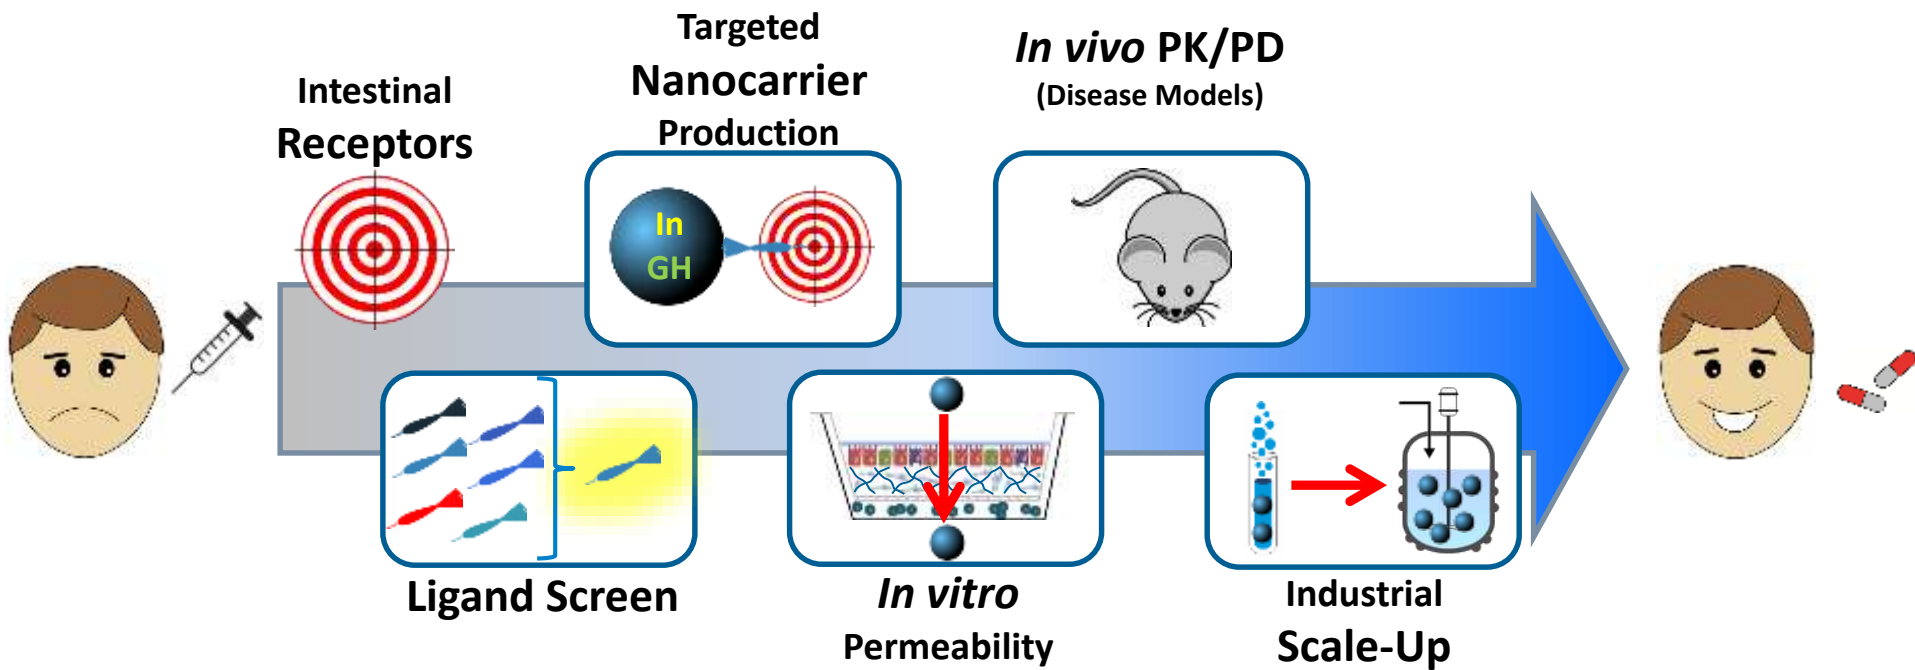 Intestinal
Receptors
Targeted
Nanocarrier
Production
In
GH
In vivo PK/PD
(Disease Models)
Ligand Screen
In vitro
Permeability
Industrial
Scale-Up